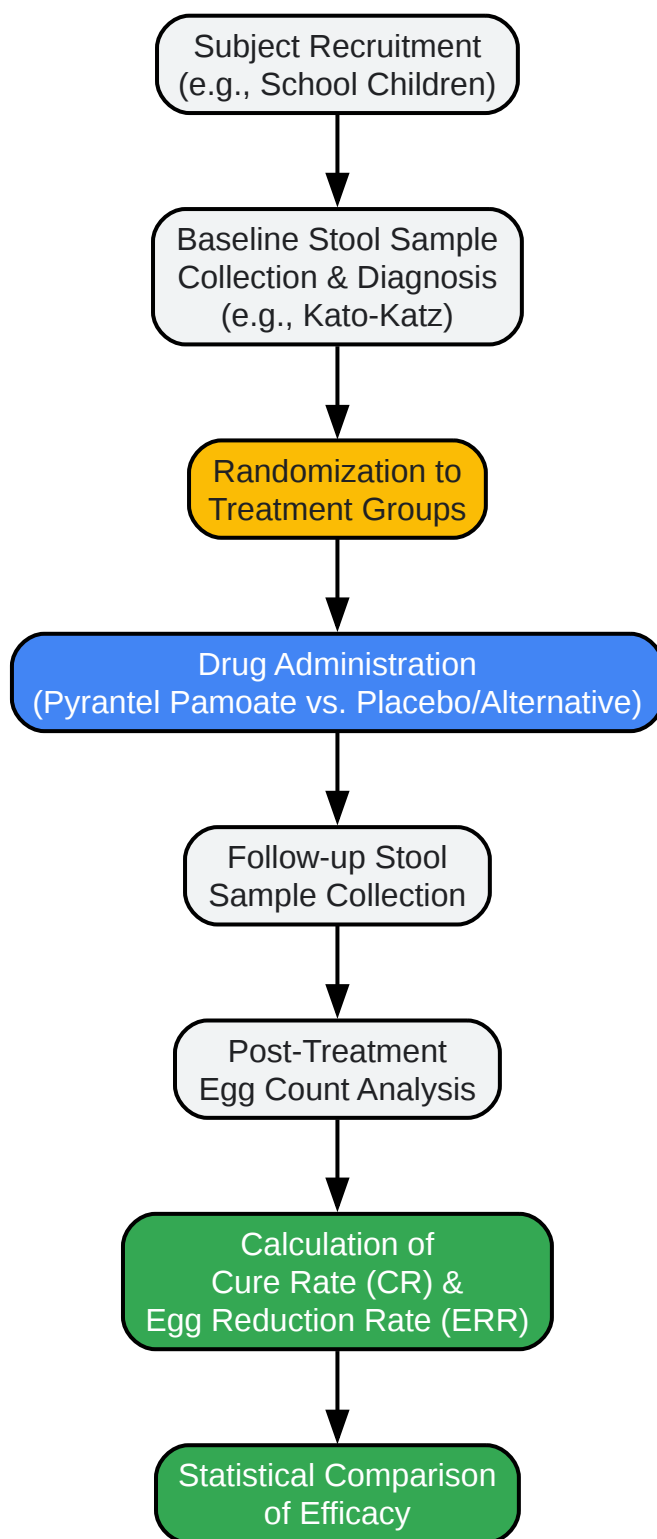 Subject Recruitment
(e.g., School Children)
Baseline Stool Sample
Collection & Diagnosis
(e.g., Kato-Katz)
Randomization to
Treatment Groups
Drug Administration
(Pyrantel Pamoate vs. Placebo/Alternative)
Follow-up Stool
Sample Collection
Post-Treatment
Egg Count Analysis
Calculation of
Cure Rate (CR) &
Egg Reduction Rate (ERR)
Statistical Comparison
of Efficacy